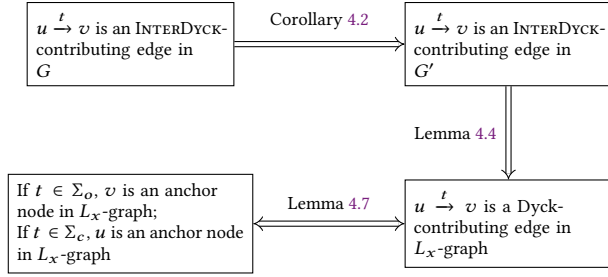 u —t→ v is an INTERDYCK-
contributing edge in
G
Corollary 4.2
u —t→ v is an INTERDYCK-
contributing edge in
G′
Lemma 4.4
If t ∈ Σₒ, v is an anchor
node in Lₓ-graph;
If t ∈ Σ_c, u is an anchor node
in Lₓ-graph
Lemma 4.7
u —t→ v is a Dyck-
contributing edge in
Lₓ-graph